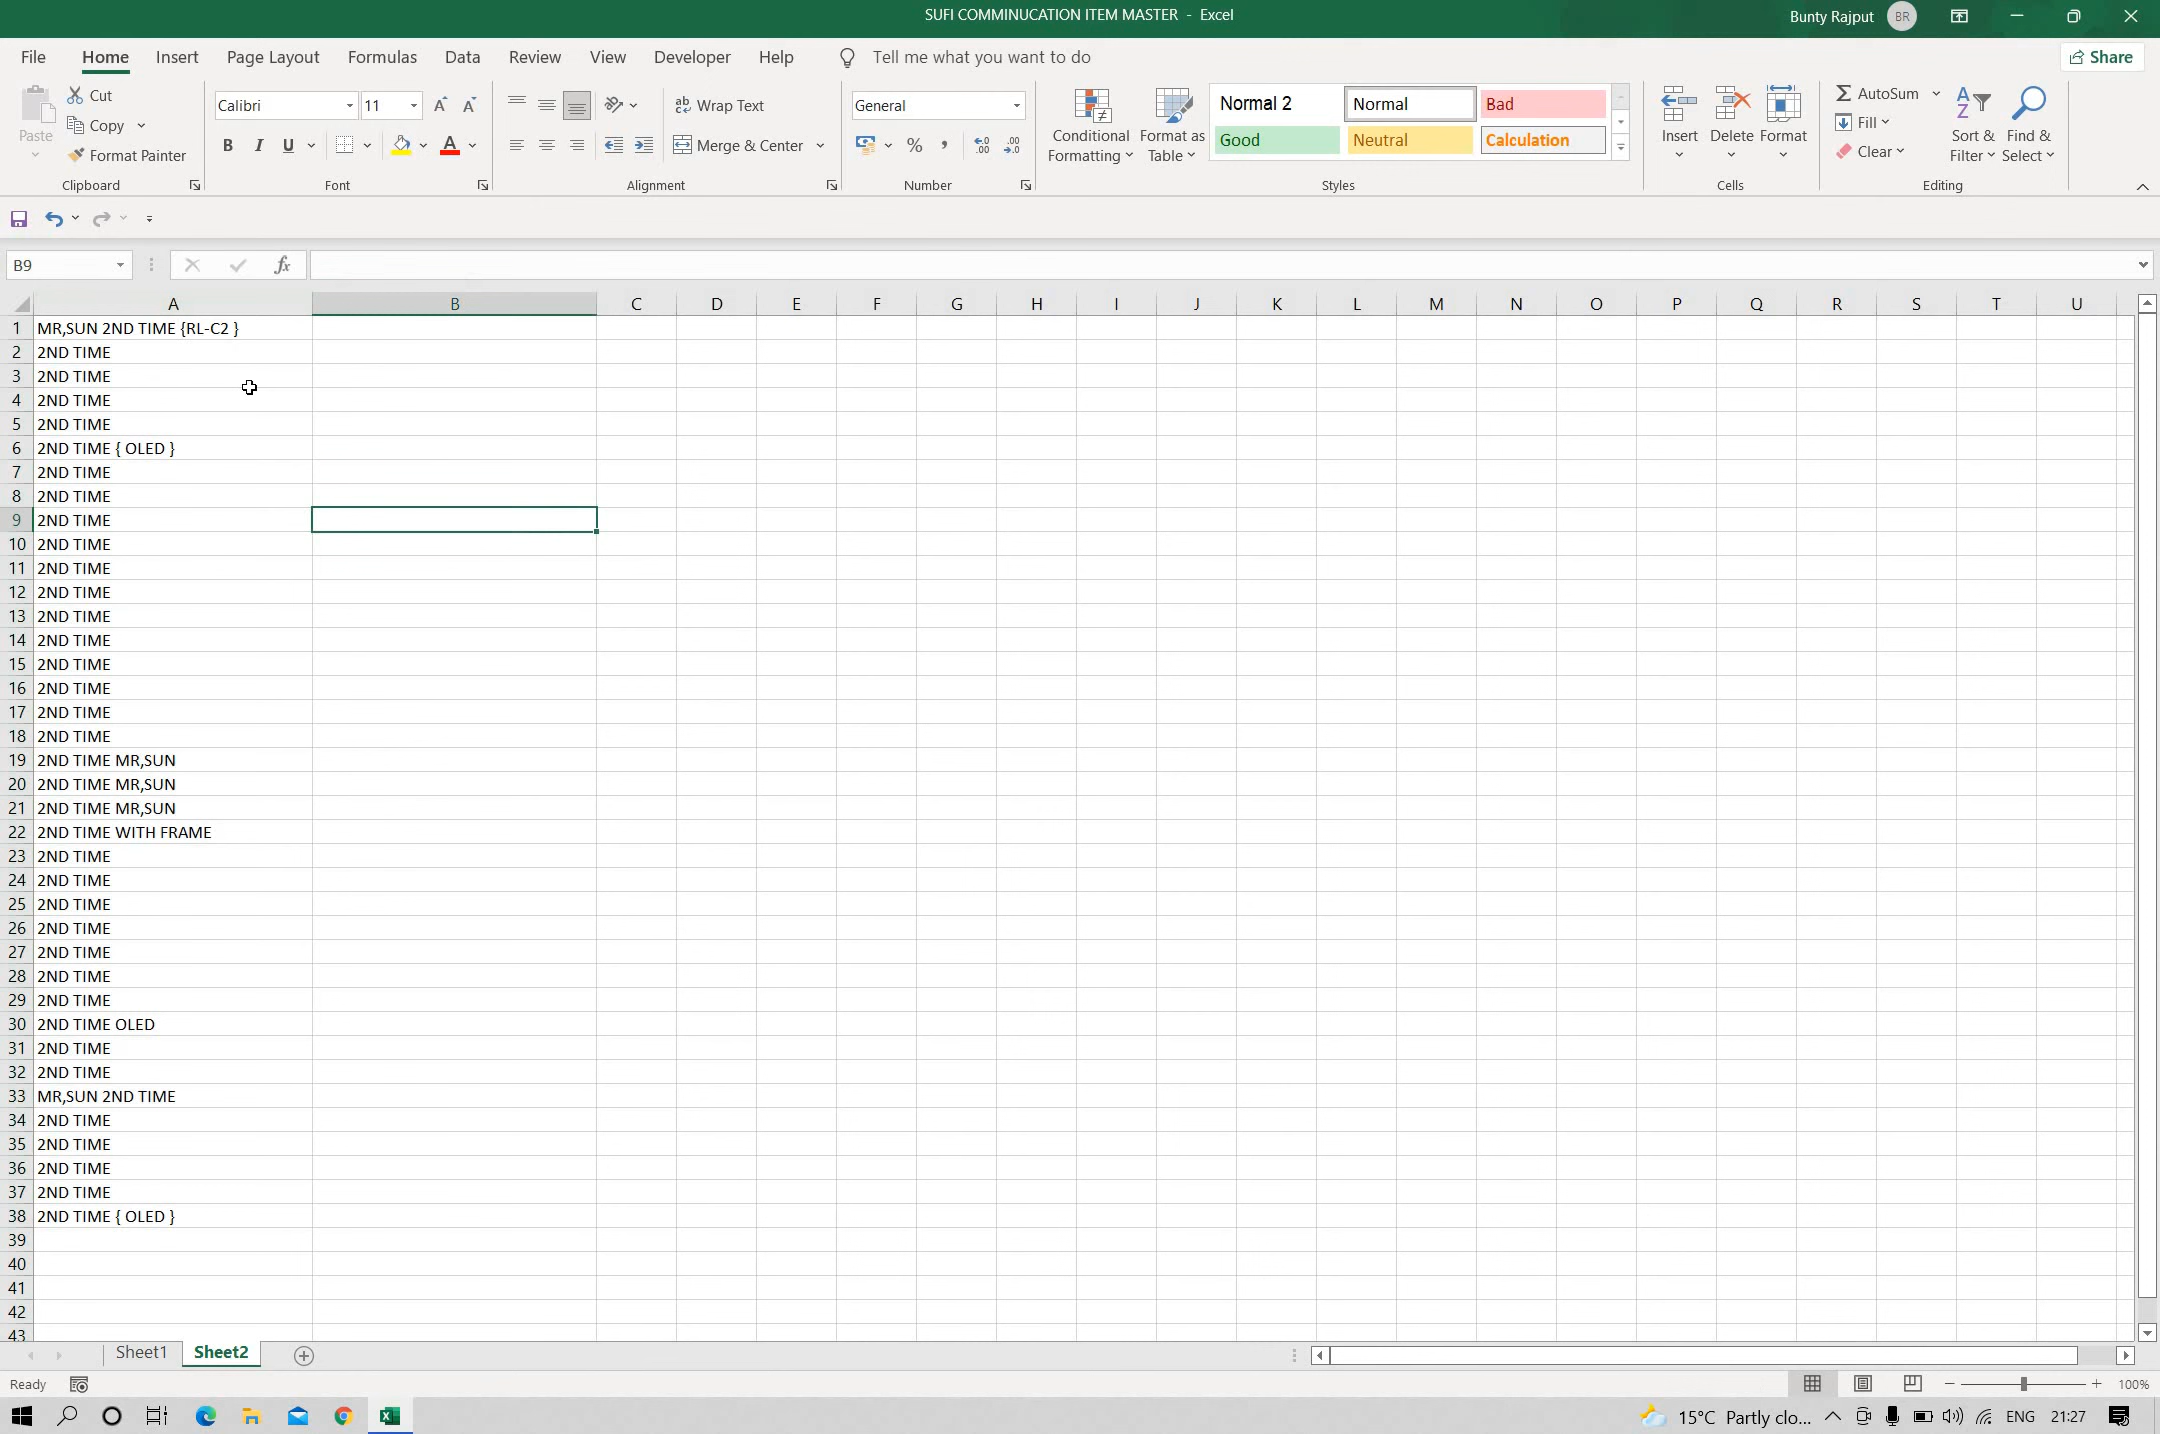 SUFI COMMINUCATION ITEM MASTER - Excel
Bunty Rajput BR
File Home Insert Page Layout Formulas Data Review View Developer Help Tell me what you want to do Share
Paste Cut Copy Format Painter Clipboard
Calibri 11 B I U A Font
Wrap Text Merge & Center Alignment
General % , Number
Conditional Formatting Format as Table
Normal 2 Normal Bad
Good Neutral Calculation
Styles
Insert Delete Format Cells
AutoSum Fill Clear Sort & Filter Find & Select Editing
B9 fx
A B C D E F G H I J K L M N O P Q R S T U
1 MR,SUN 2ND TIME {RL-C2 }
2 2ND TIME
3 2ND TIME
4 2ND TIME
5 2ND TIME
6 2ND TIME { OLED }
7 2ND TIME
8 2ND TIME
9 2ND TIME
10 2ND TIME
11 2ND TIME
12 2ND TIME
13 2ND TIME
14 2ND TIME
15 2ND TIME
16 2ND TIME
17 2ND TIME
18 2ND TIME
19 2ND TIME MR,SUN
20 2ND TIME MR,SUN
21 2ND TIME MR,SUN
22 2ND TIME WITH FRAME
23 2ND TIME
24 2ND TIME
25 2ND TIME
26 2ND TIME
27 2ND TIME
28 2ND TIME
29 2ND TIME
30 2ND TIME OLED
31 2ND TIME
32 2ND TIME
33 MR,SUN 2ND TIME
34 2ND TIME
35 2ND TIME
36 2ND TIME
37 2ND TIME
38 2ND TIME { OLED }
39
40
41
42
43
Sheet1 Sheet2
Ready 100%
15°C Partly clo... ENG 21:27